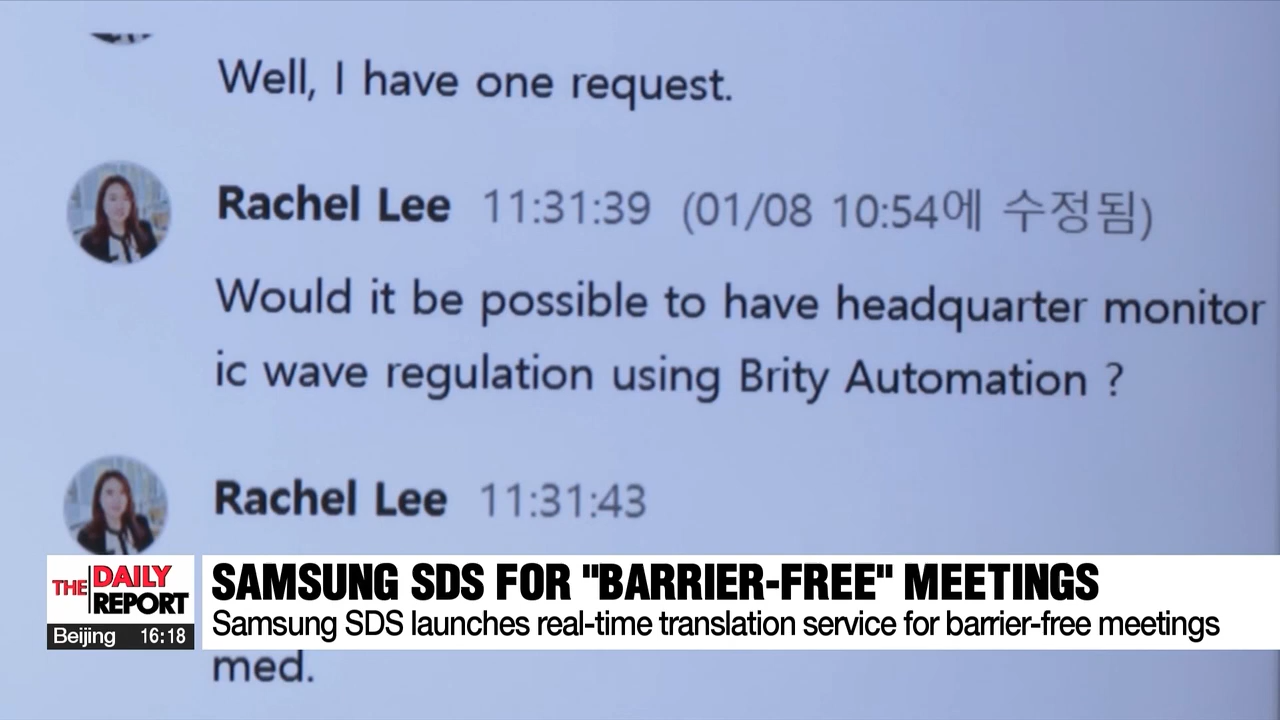 Well, I have one request.
Rachel Lee 11:31:39 (01/08 10:54에 수정됨)
Would it be possible to have headquarter monitor
ic wave regulation using Brity Automation ?
Rachel Lee 11:31:43
THE DAILY REPORT
Beijing 16:18
SAMSUNG SDS FOR "BARRIER-FREE" MEETINGS
Samsung SDS launches real-time translation service for barrier-free meetings
med.